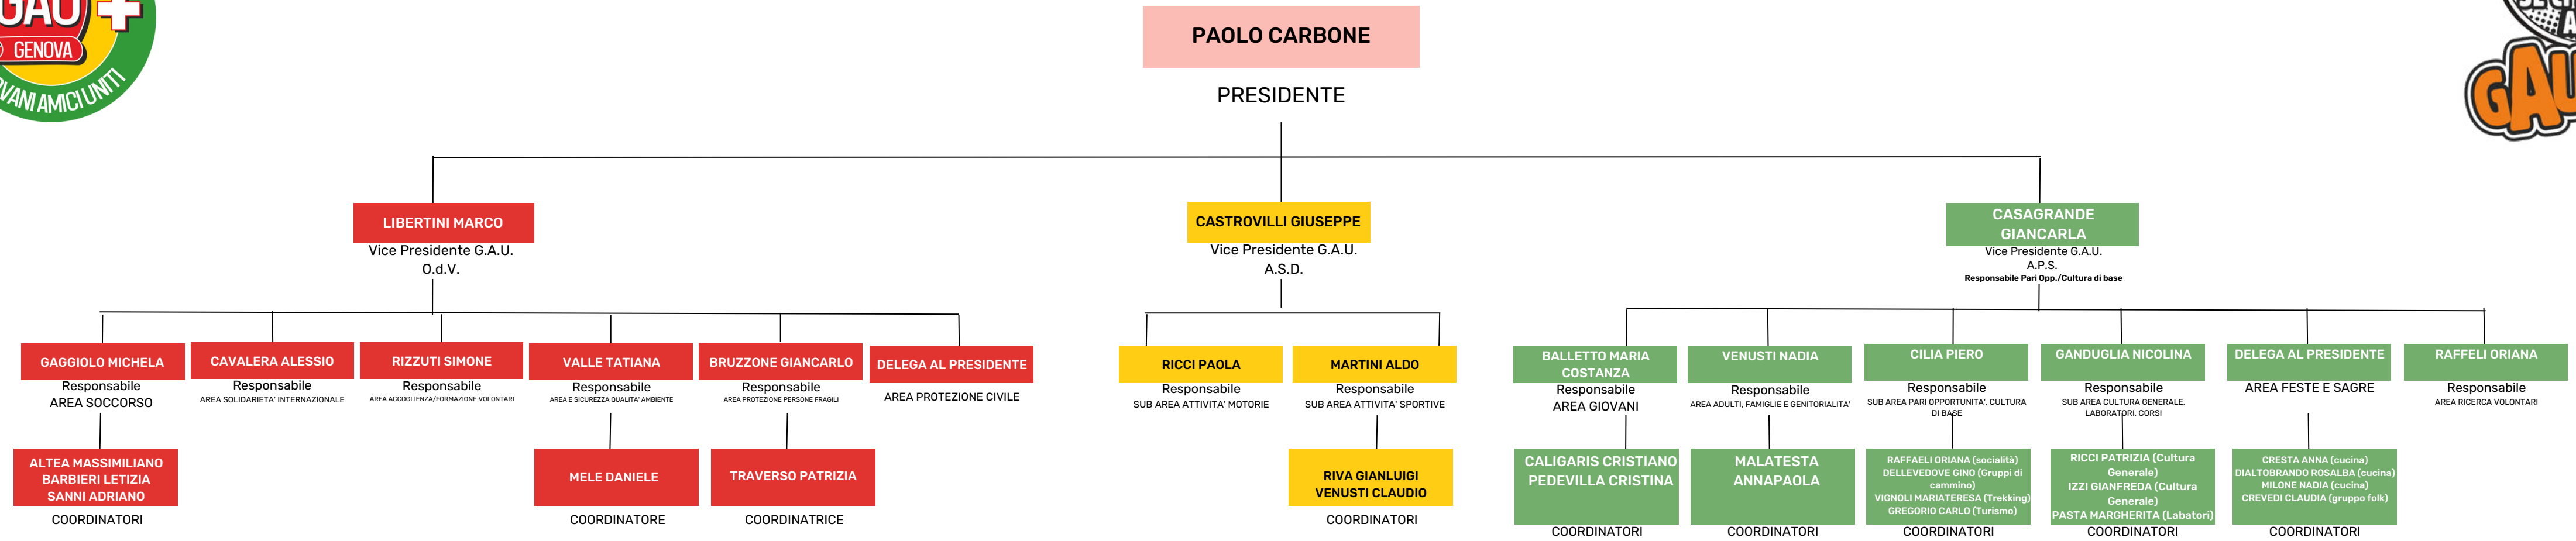 GAU
GENOVA
AMICI UNITI
GAU
PAOLO CARBONE
PRESIDENTE
LIBERTINI MARCO
Vice Presidente G.A.U.
O.d.V.
CASTROVILLI GIUSEPPE
Vice Presidente G.A.U.
A.S.D.
CASAGRANDE
GIANCARLA
Vice Presidente G.A.U.
A.P.S.
Responsabile Pari Opp./Cultura di base
GAGGIOLO MICHELA
Responsabile
AREA SOCCORSO
CAVALERA ALESSIO
Responsabile
AREA SOLIDARIETA' INTERNAZIONALE
RIZZUTI SIMONE
Responsabile
AREA ACCOGLIENZA/FORMAZIONE VOLONTARI
VALLE TATIANA
Responsabile
AREA E SICUREZZA QUALITA' AMBIENTE
BRUZZONE GIANCARLO
Responsabile
AREA PROTEZIONE PERSONE FRAGILI
DELEGA AL PRESIDENTE
AREA PROTEZIONE CIVILE
RICCI PAOLA
Responsabile
SUB AREA ATTIVITA' MOTORIE
MARTINI ALDO
Responsabile
SUB AREA ATTIVITA' SPORTIVE
BALLETTO MARIA
COSTANZA
Responsabile
AREA GIOVANI
VENUSTI NADIA
Responsabile
AREA ADULTI, FAMIGLIE E GENITORIALITA'
CILIA PIERO
Responsabile
SUB AREA PARI OPPORTUNITA', CULTURA
DI BASE
GANDUGLIA NICOLINA
Responsabile
SUB AREA CULTURA GENERALE,
LABORATORI, CORSI
DELEGA AL PRESIDENTE
AREA FESTE E SAGRE
RAFFELI ORIANA
Responsabile
AREA RICERCA VOLONTARI
ALTEA MASSIMILIANO
BARBIERI LETIZIA
SANNI ADRIANO
COORDINATORI
MELE DANIELE
COORDINATORE
TRAVERSO PATRIZIA
COORDINATRICE
RIVA GIANLUIGI
VENUSTI CLAUDIO
COORDINATORI
CALIGARIS CRISTIANO
PEDEVILLA CRISTINA
COORDINATORI
MALATESTA
ANNAPAOLA
COORDINATORI
RAFFAELI ORIANA (socialità)
DELLEVEDOVE GINO (Gruppi di
cammino)
VIGNOLI MARIATERESA (Trekking)
GREGORIO CARLO (Turismo)
COORDINATORI
RICCI PATRIZIA (Cultura
Generale)
IZZI GIANFREDA (Cultura
Generale)
PASTA MARGHERITA (Labatori)
COORDINATORI
CRESTA ANNA (cucina)
DIALTOBRANDO ROSALBA (cucina)
MILONE NADIA (cucina)
CREVEDI CLAUDIA (gruppo folk)
COORDINATORI